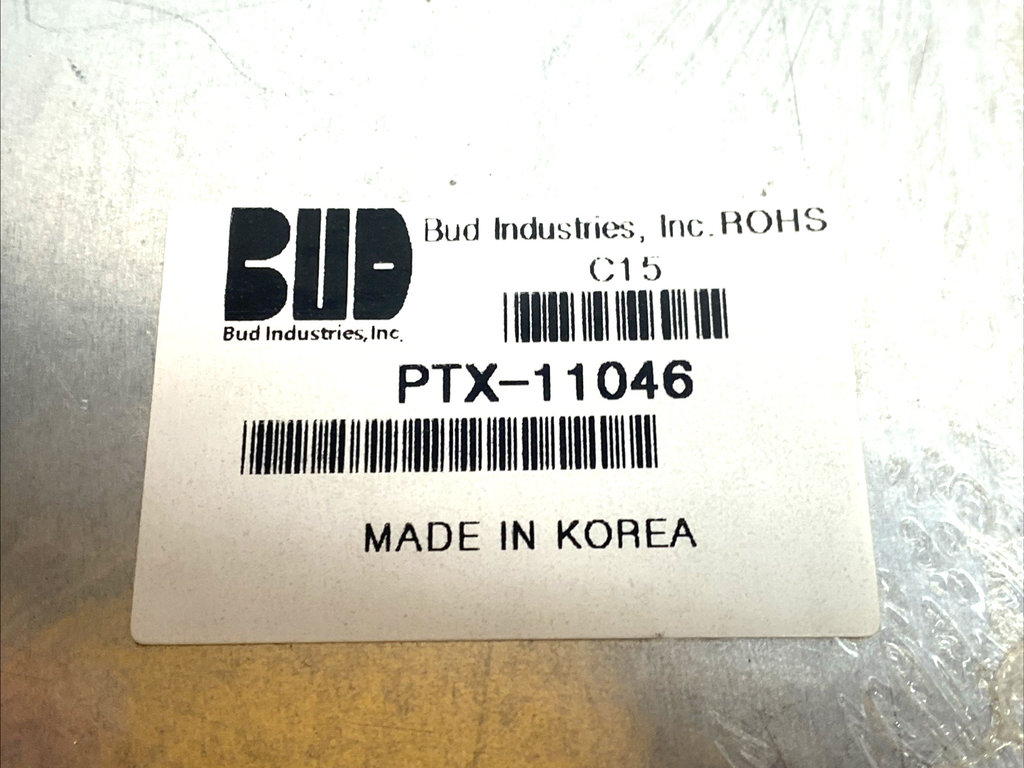 BUD
Bud Industries, Inc.
Bud Industries, Inc. ROHS
C15
PTX-11046
MADE IN KOREA